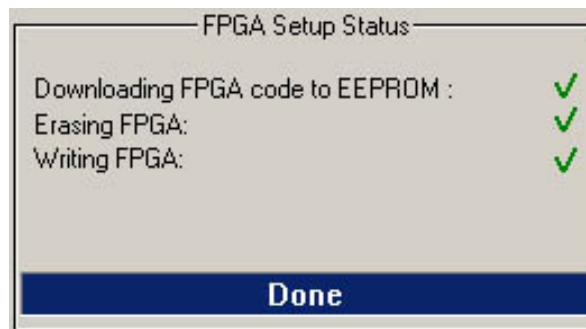 FPGA Setup Status
Downloading FPGA code to EEPROM :
Erasing FPGA:
Writing FPGA:
Done